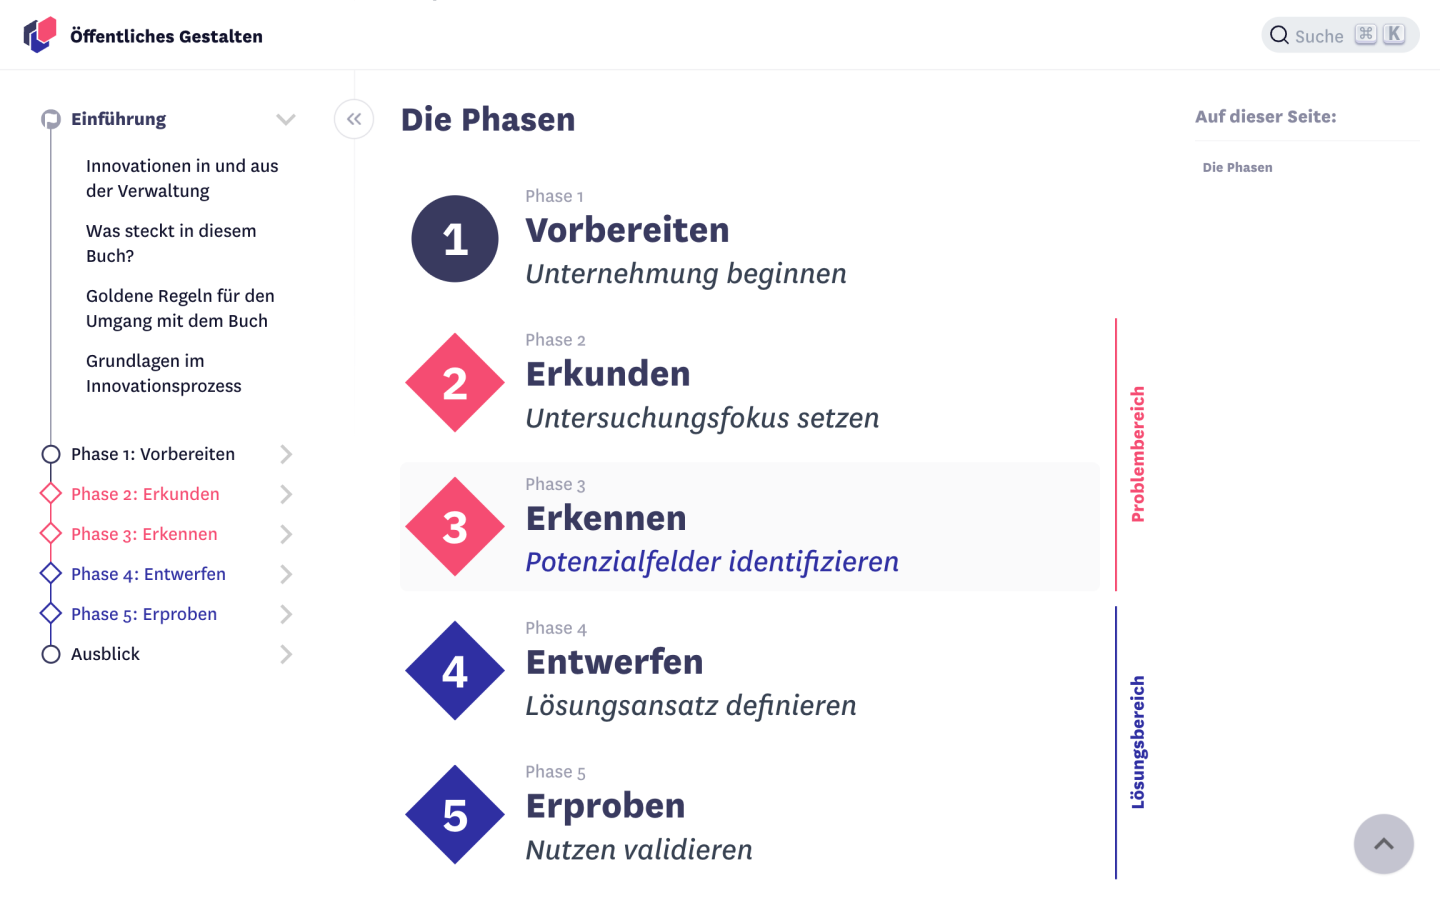 Öffentliches Gestalten
Suche ⌘ K
Einführung
Innovationen in und aus
der Verwaltung
Was steckt in diesem
Buch?
Goldene Regeln für den
Umgang mit dem Buch
Grundlagen im
Innovationsprozess
Phase 1: Vorbereiten
Phase 2: Erkunden
Phase 3: Erkennen
Phase 4: Entwerfen
Phase 5: Erproben
Ausblick
Die Phasen
1
Phase 1
Vorbereiten
Unternehmung beginnen
2
Phase 2
Erkunden
Untersuchungsfokus setzen
3
Phase 3
Erkennen
Potenzialfelder identifizieren
4
Phase 4
Entwerfen
Lösungsansatz definieren
5
Phase 5
Erproben
Nutzen validieren
Problembereich
Lösungsbereich
Auf dieser Seite:
Die Phasen